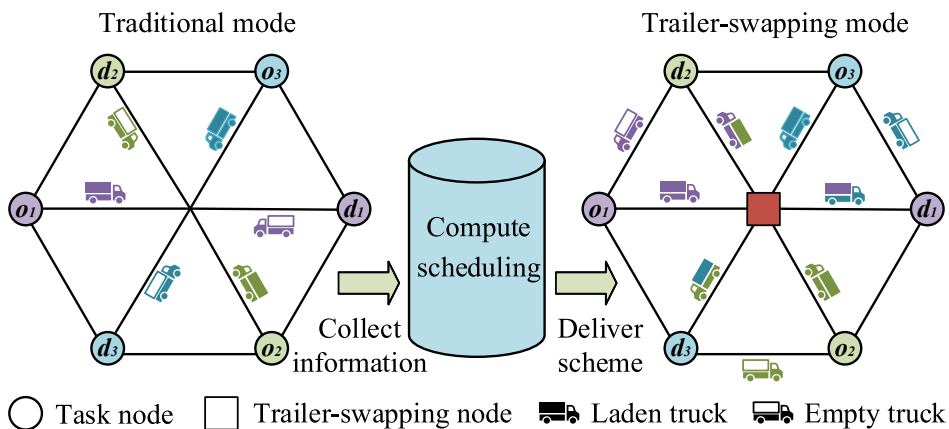 Traditional mode
Trailer-swapping mode
d2
o3
d2
o3
o1
d1
Compute
scheduling
o1
d1
d3
o2
Collect
information
Deliver
scheme
d3
o2
Task node
Trailer-swapping node
Laden truck
Empty truck